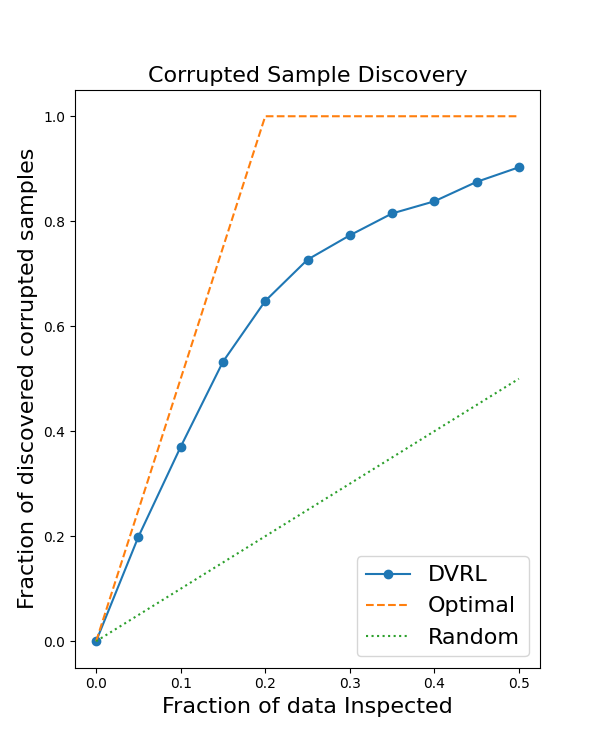 Corrupted Sample Discovery
Fraction of discovered corrupted samples
1.0
0.8
0.6
0.4
0.2
0.0
DVRL
Optimal
Random
0.0 0.1 0.2 0.3 0.4 0.5
Fraction of data Inspected